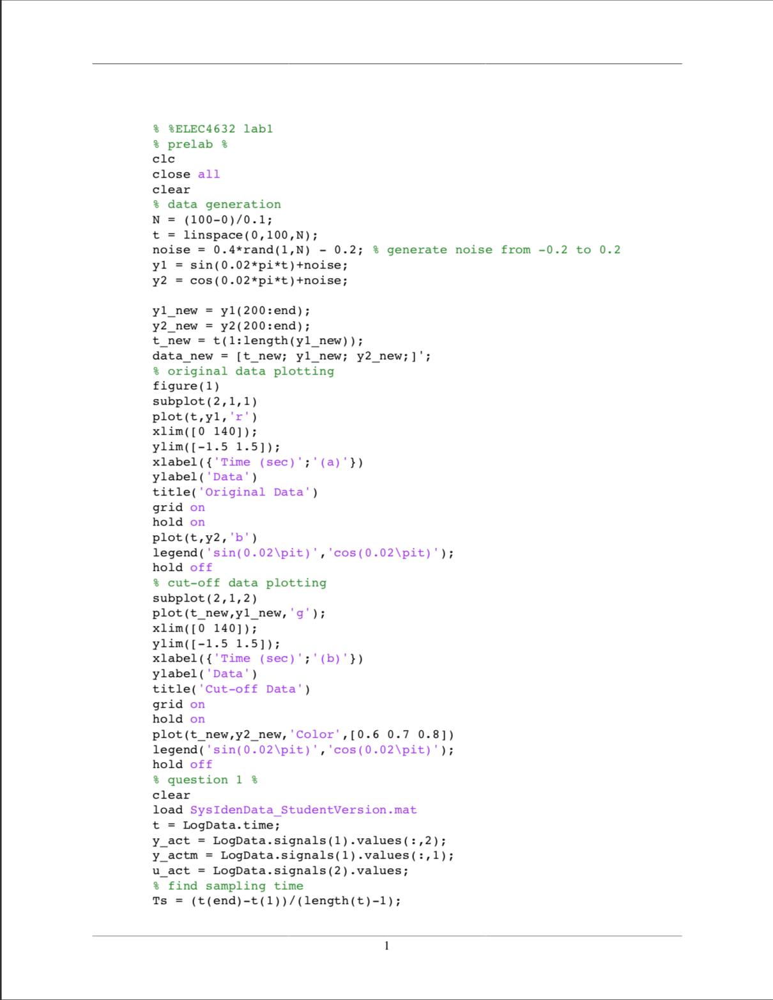 % %ELEC4632 lab1
% prelab %
clc
close all
clear
% data generation
N = (100-0)/0.1;
t = linspace(0,100,N);
noise = 0.4*rand(1,N) - 0.2; % generate noise from -0.2 to 0.2
y1 = sin(0.02*pi*t)+noise;
y2 = cos(0.02*pi*t)+noise;
y1_new = y1(200:end);
y2_new = y2(200:end);
t_new = t(1:length(y1_new));
data_new = [t_new; y1_new; y2_new;]';
% original data plotting
figure(1)
subplot(2,1,1)
plot(t,y1,'r')
xlim([0 140]);
ylim([-1.5 1.5]);
xlabel({'Time (sec)';'(a)'})
ylabel('Data')
title('Original Data')
grid on
hold on
plot(t,y2,'b')
legend('sin(0.02\pit)','cos(0.02\pit)');
hold off
% cut-off data plotting
subplot(2,1,2)
plot(t_new,y1_new,'g');
xlim([0 140]);
ylim([-1.5 1.5]);
xlabel({'Time (sec)';'(b)'})
ylabel('Data')
title('Cut-off Data')
grid on
hold on
plot(t_new,y2_new,'Color',[0.6 0.7 0.8])
legend('sin(0.02\pit)','cos(0.02\pit)');
hold off
% question 1 %
clear
load SysIdenData_StudentVersion.mat
t = LogData.time;
y_act = LogData.signals(1).values(:,2);
y_actm = LogData.signals(1).values(:,1);
u_act = LogData.signals(2).values;
% find sampling time
Ts = (t(end)-t(1))/(length(t)-1);
1